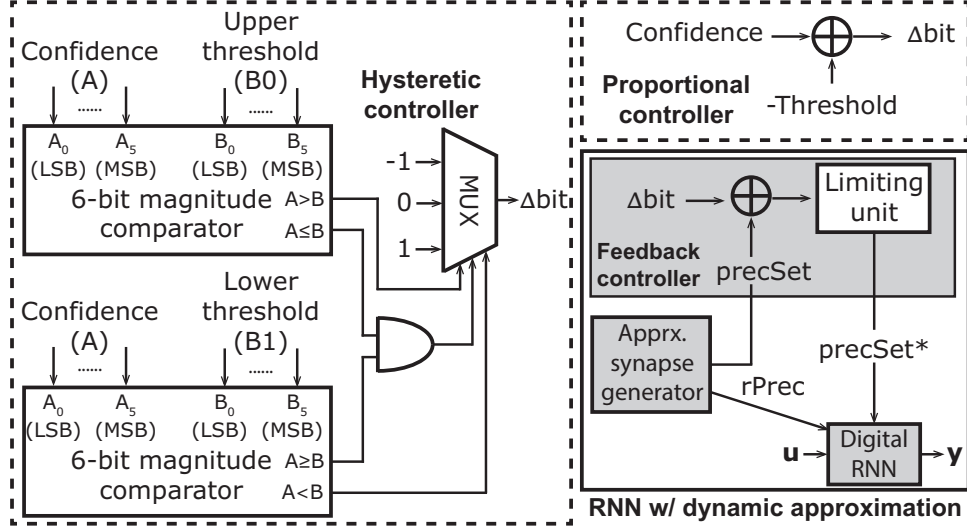 Confidence
(A)
Upper
threshold
(B0)
......
......
A0
(LSB)
A5
(MSB)
B0
(LSB)
B5
(MSB)
6-bit magnitude
comparator
A>B
A≤B
Hysteretic
controller
-1
0
1
MUX
Δbit
Confidence
(A)
Lower
threshold
(B1)
......
......
A0
(LSB)
A5
(MSB)
B0
(LSB)
B5
(MSB)
6-bit magnitude
comparator
A≥B
A<B
Confidence
Δbit
Proportional
controller
-Threshold
Δbit
Limiting
unit
Feedback
controller
precSet
Apprx.
synapse
generator
precSet*
rPrec
u
Digital
RNN
y
RNN w/ dynamic approximation